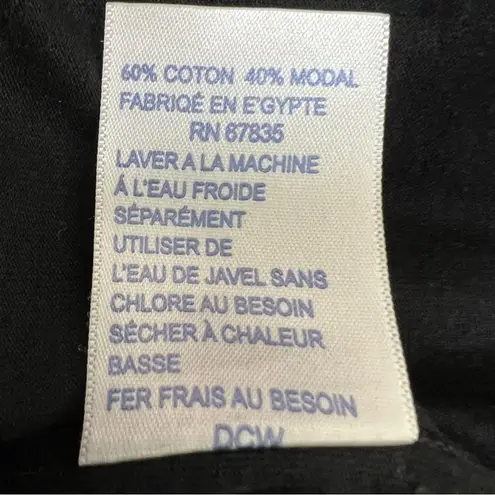 60% COTON 40% MODAL
FABRIQÉ EN E'GYPTE
RN 67835
LAVER A LA MACHINE
Á L'EAU FROIDE
SÉPARÉMENT
UTILISER DE
L'EAU DE JAVEL SANS
CHLORE AU BESOIN
SÉCHER À CHALEUR
BASSE
FER FRAIS AU BESOIN
DCW